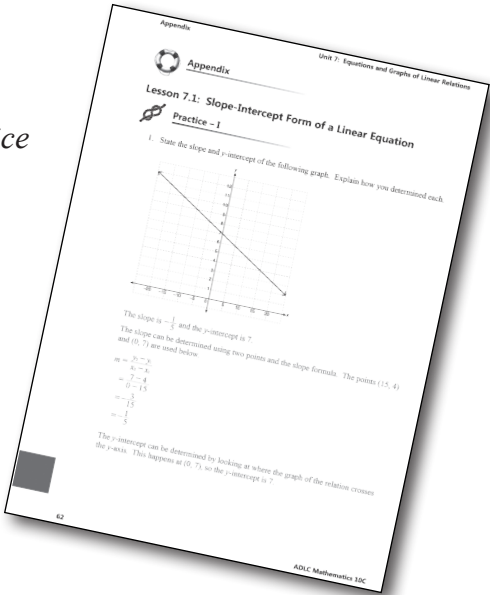 ice
Appendix
Unit 7: Equations and Graphs of Linear Relations
Appendix
Lesson 7.1: Slope-Intercept Form of a Linear Equation
Practice – I
1. State the slope and y-intercept of the following graph. Explain how you determined each.
The slope is -1/5 and the y-intercept is 7.
The slope can be determined using two points and the slope formula. The points (15, 4)
and (0, 7) are used below.
m =
= 7 – 4 / 0 – 15
= -3/15
= -1/5
The y-intercept can be determined by looking at where the graph of the relation crosses
the y-axis. This happens at (0, 7), so the y-intercept is 7.
62
ADLC Mathematics 10C